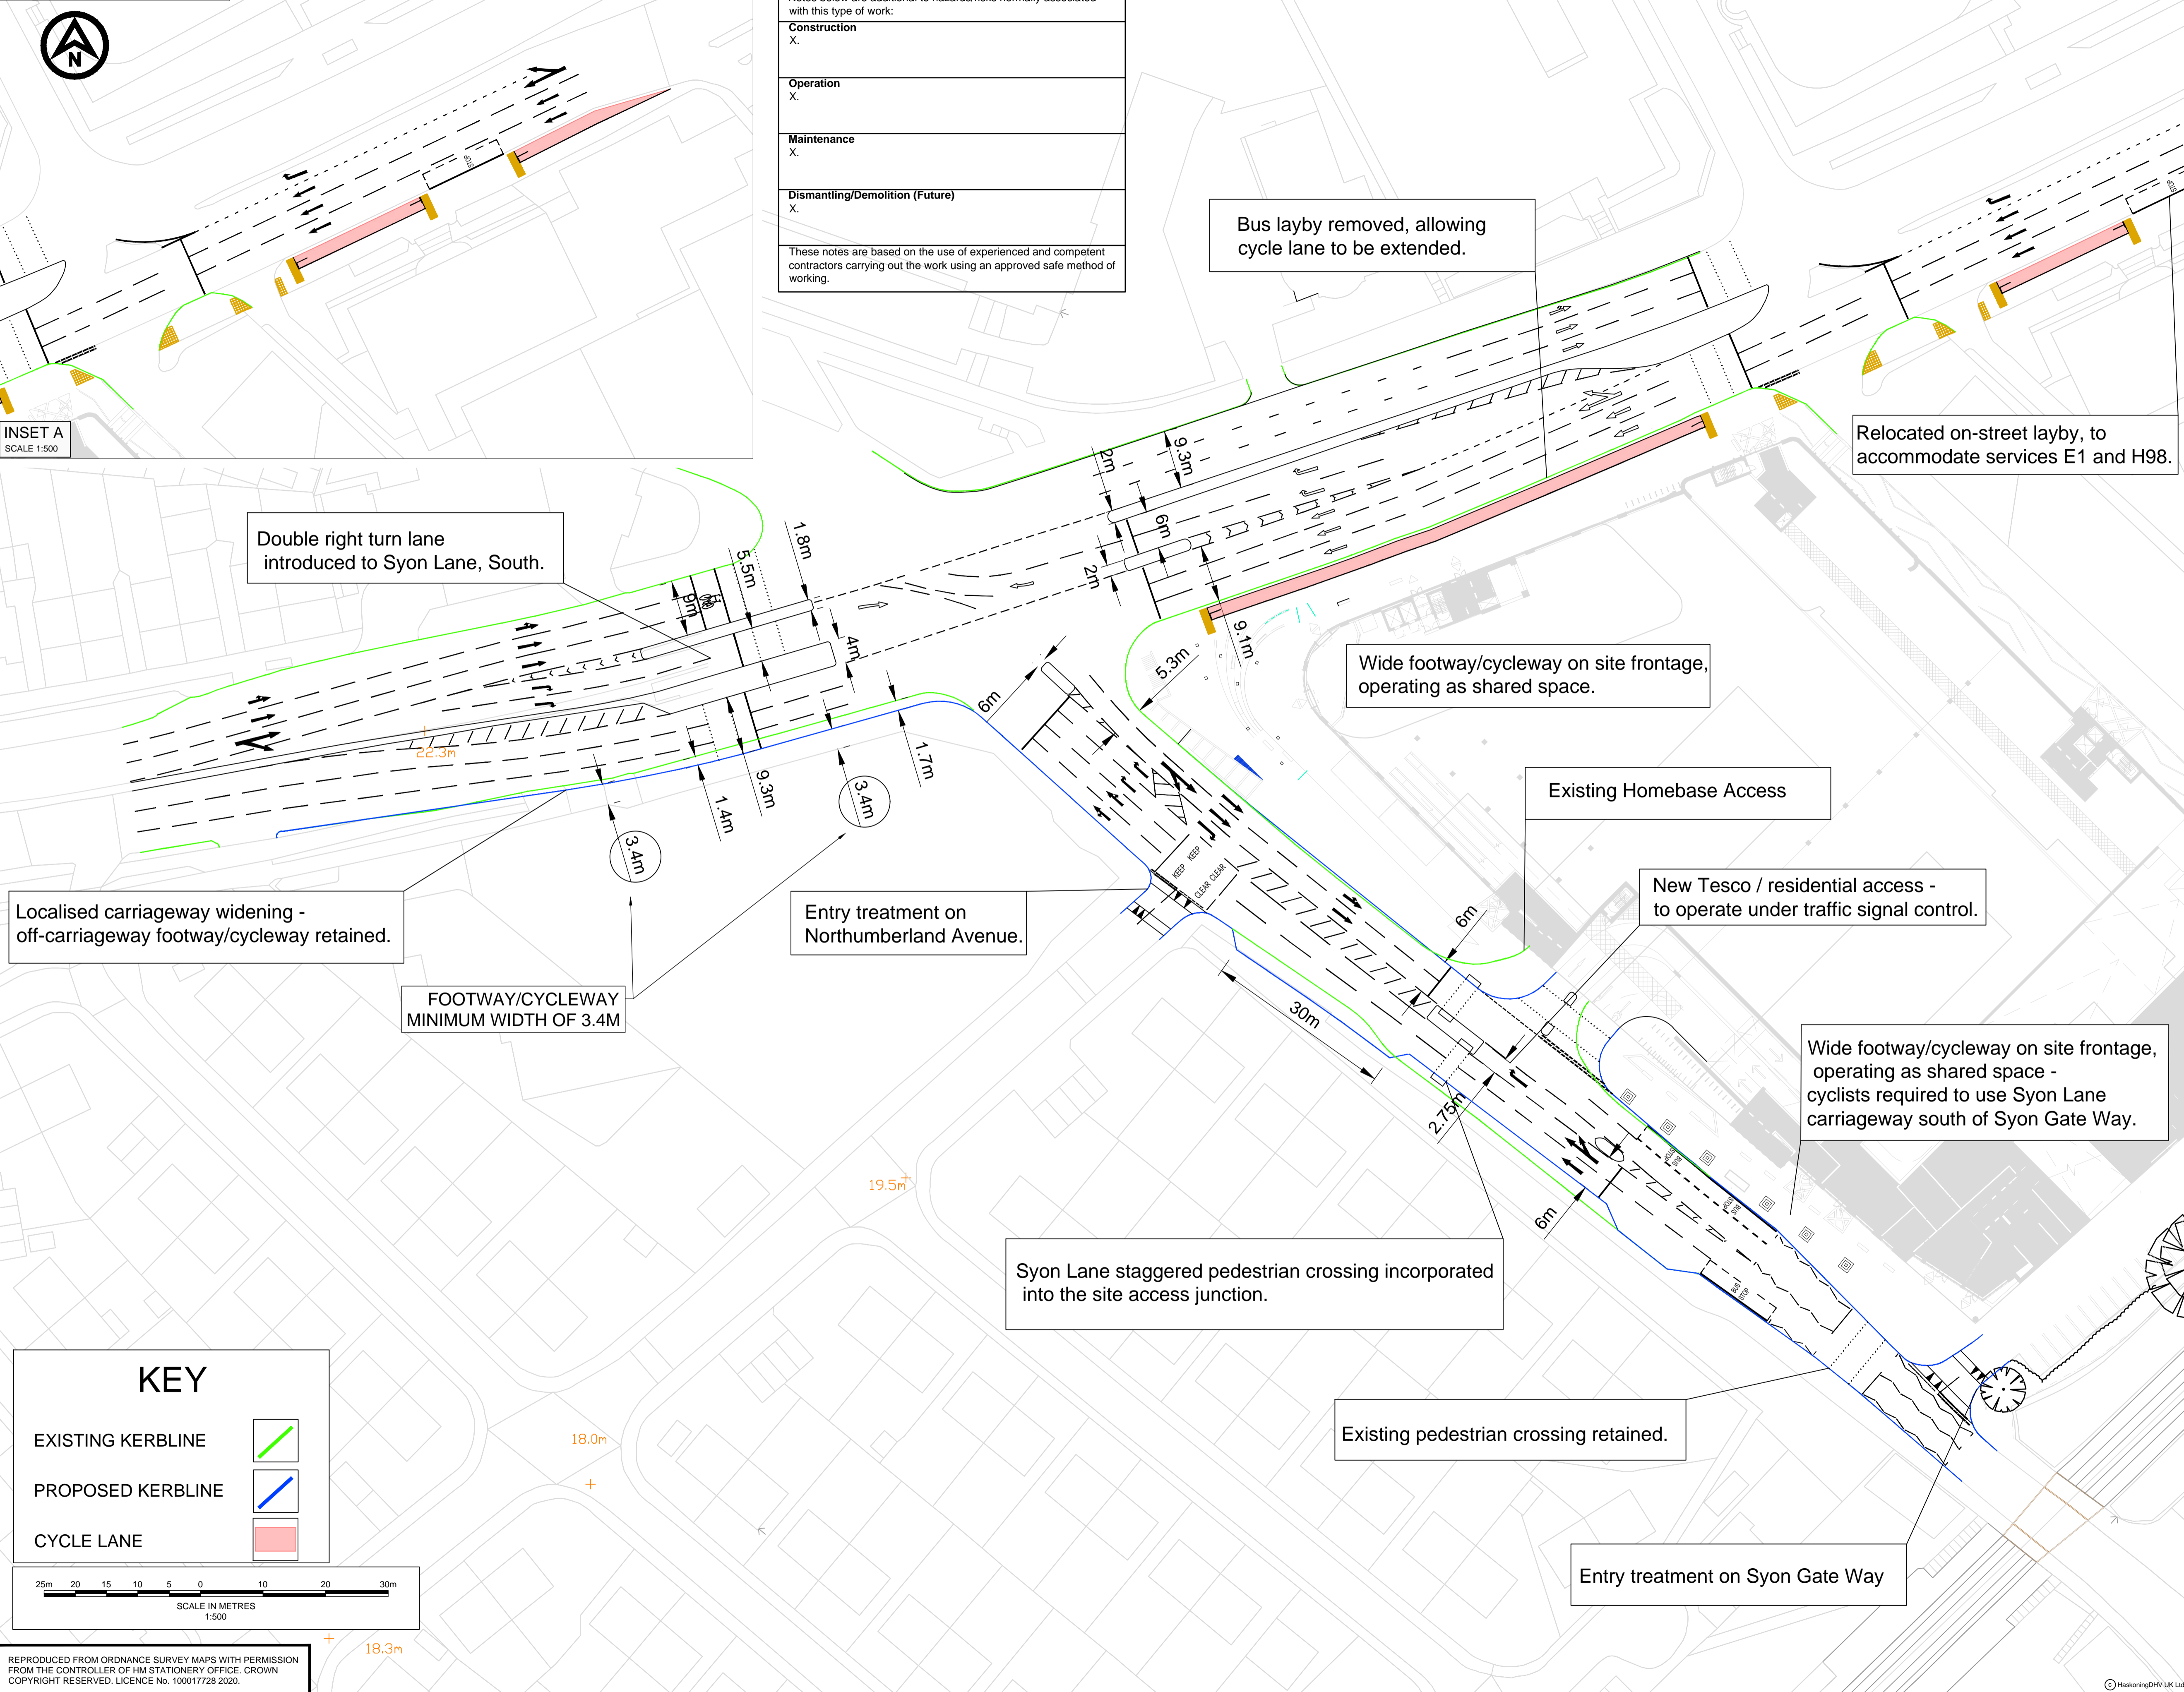 N
INSET A
SCALE 1:500
STOP
with this type of work:
Construction
X.
Operation
X.
Maintenance
X.
Dismantling/Demolition (Future)
X.
These notes are based on the use of experienced and competent
contractors carrying out the work using an approved safe method of
working.
Bus layby removed, allowing
cycle lane to be extended.
STOP
Relocated on-street layby, to
accommodate services E1 and H98.
Double right turn lane
introduced to Syon Lane, South.
2m
9.3m
6m
2m
9.1m
1.8m
5.5m
9m
4m
5.3m
6m
1.7m
9.3m
1.4m
3.4m
3.4m
22.3m
Wide footway/cycleway on site frontage,
operating as shared space.
Existing Homebase Access
New Tesco / residential access -
to operate under traffic signal control.
Localised carriageway widening -
off-carriageway footway/cycleway retained.
Entry treatment on
Northumberland Avenue.
FOOTWAY/CYCLEWAY
MINIMUM WIDTH OF 3.4M
KEEP KEEP
CLEAR CLEAR
6m
30m
2.75m
6m
Wide footway/cycleway on site frontage,
operating as shared space -
cyclists required to use Syon Lane
carriageway south of Syon Gate Way.
BUS
STOP
BUS
STOP
BUS
STOP
19.5m
Syon Lane staggered pedestrian crossing incorporated
into the site access junction.
Existing pedestrian crossing retained.
Entry treatment on Syon Gate Way
18.0m
18.3m
KEY
EXISTING KERBLINE
PROPOSED KERBLINE
CYCLE LANE
25m 20 15 10 5 0 10 20 30m
SCALE IN METRES
1:500
REPRODUCED FROM ORDNANCE SURVEY MAPS WITH PERMISSION
FROM THE CONTROLLER OF HM STATIONERY OFFICE. CROWN
COPYRIGHT RESERVED. LICENCE No. 100017728 2020.
© HaskoningDHV UK